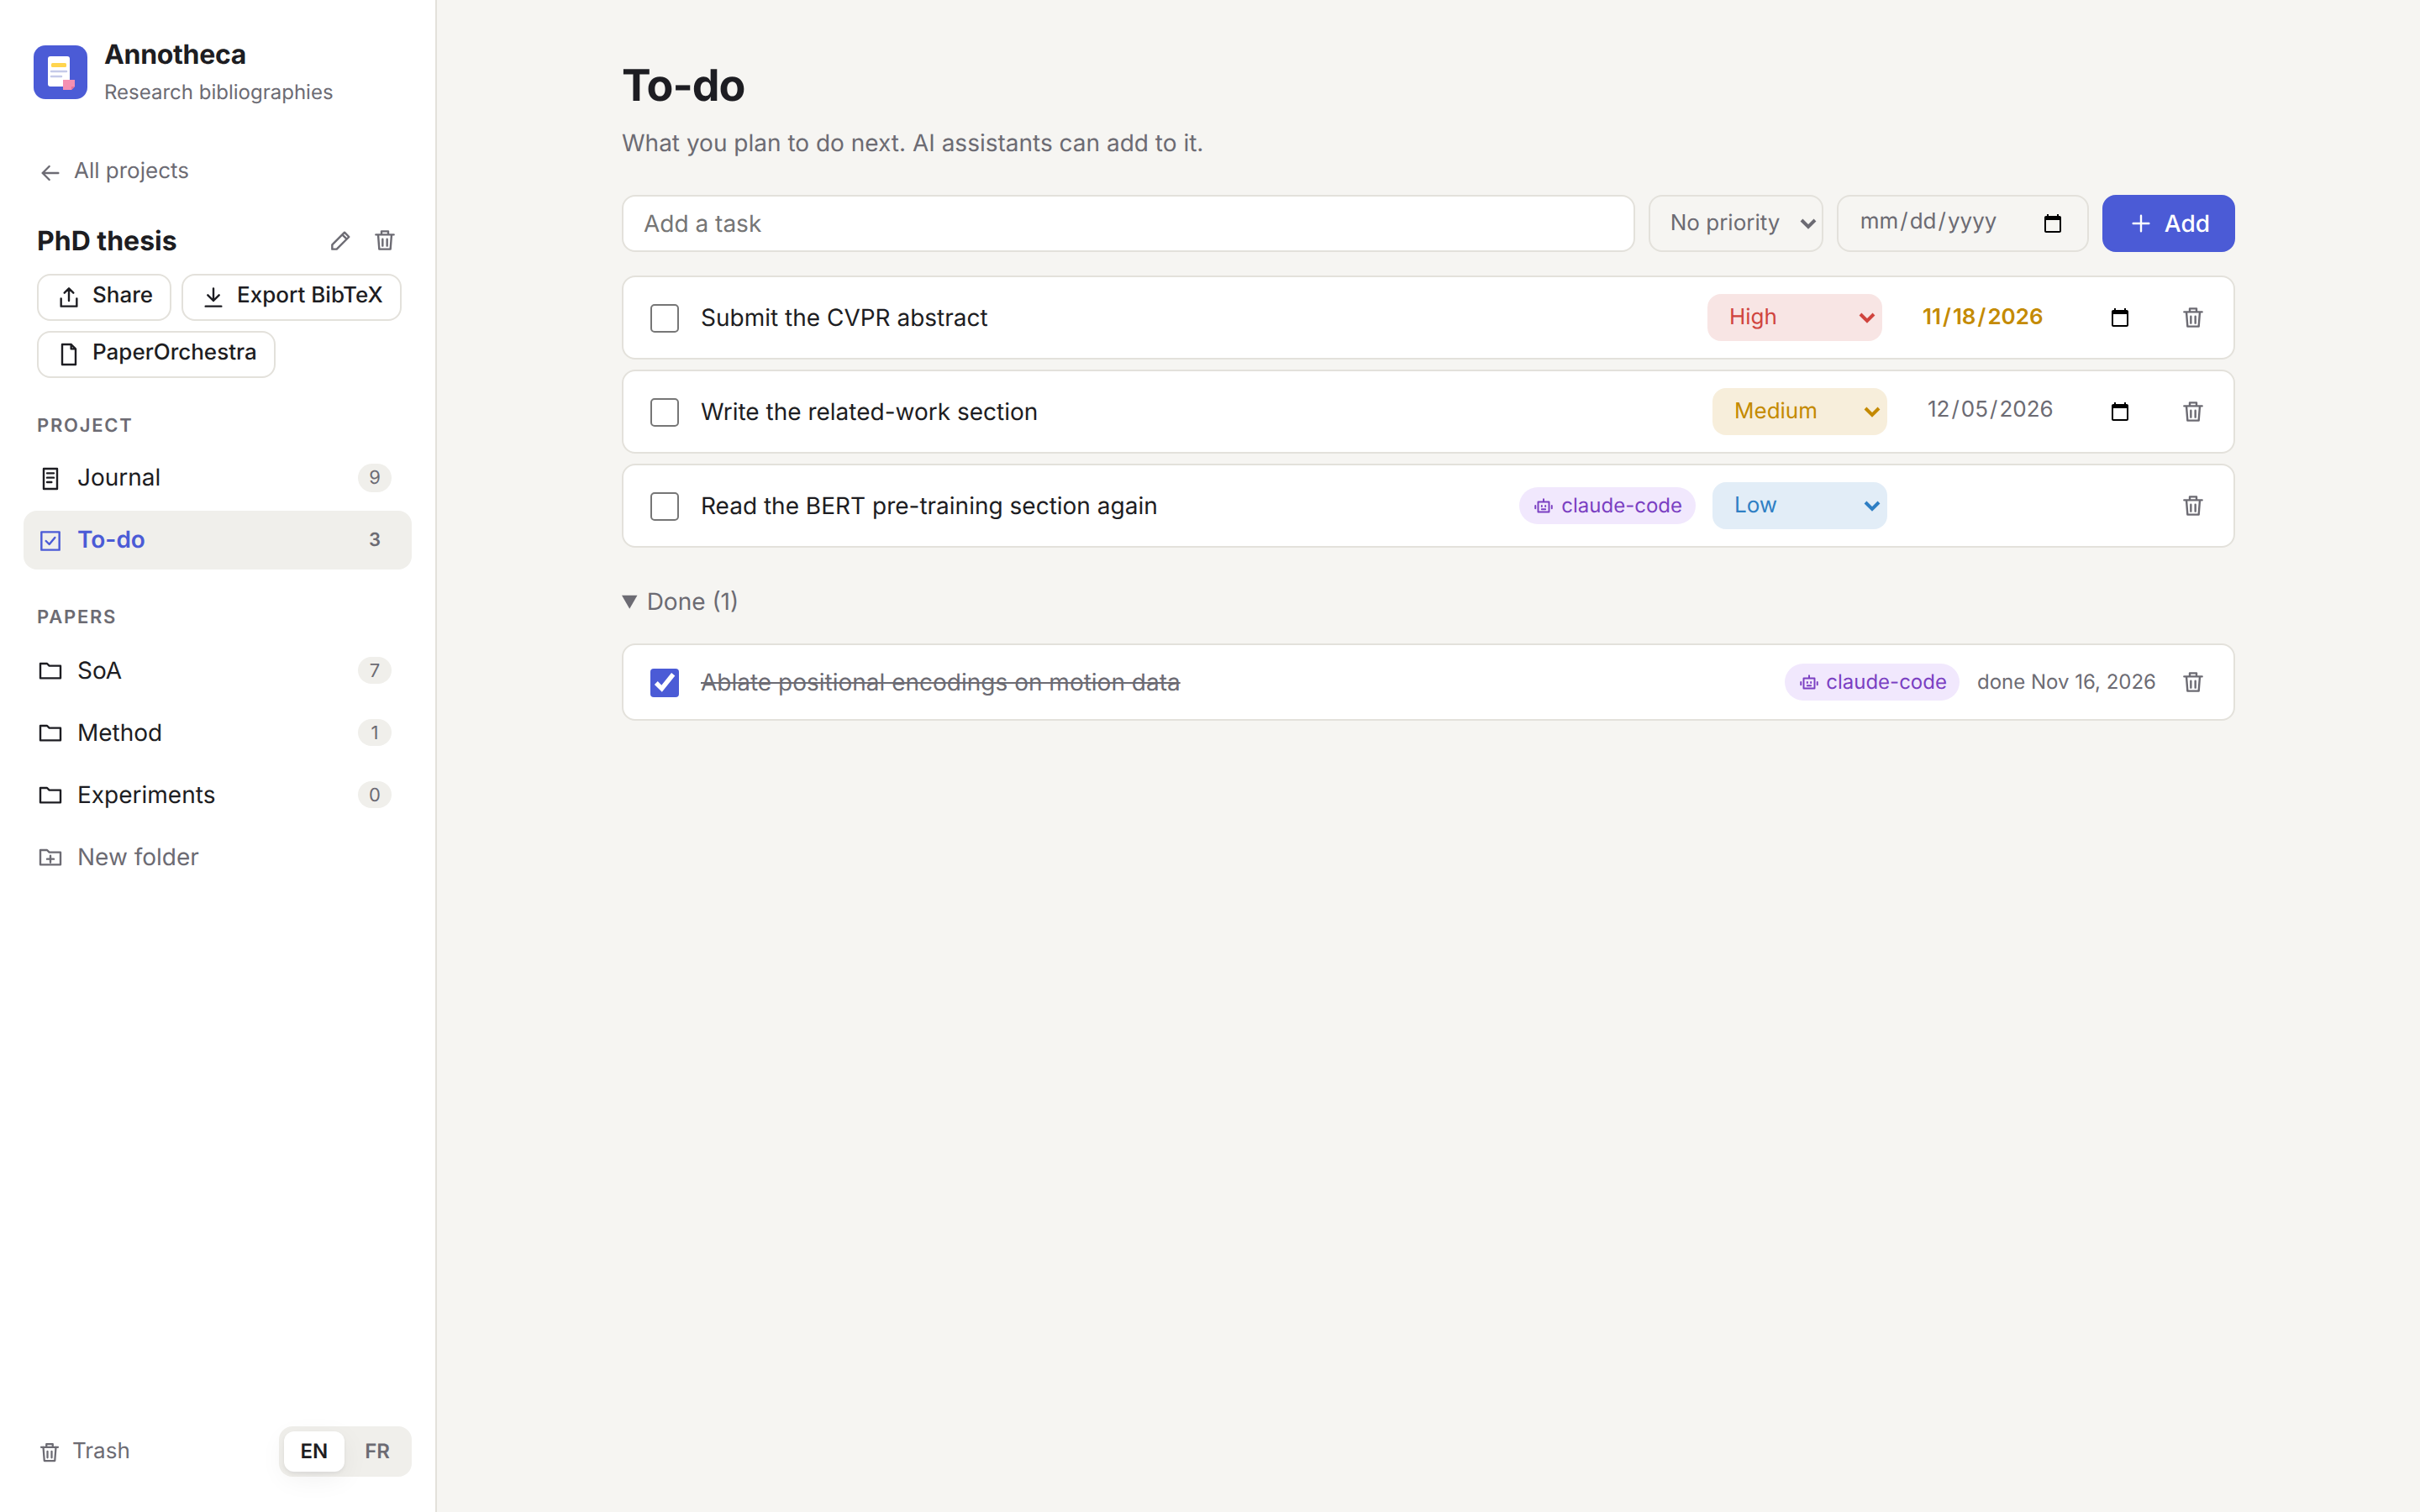 Annotheca
Research bibliographies
All projects
PhD thesis
Share
Export BibTeX
PaperOrchestra
PROJECT
Journal 9
To-do 3
PAPERS
SoA 7
Method 1
Experiments 0
New folder
Trash
EN FR
To-do
What you plan to do next. AI assistants can add to it.
Add a task No priority mm/dd/yyyy Add
Submit the CVPR abstract High 11/18/2026
Write the related-work section Medium 12/05/2026
Read the BERT pre-training section again claude-code Low
Done (1)
Ablate positional encodings on motion data claude-code done Nov 16, 2026